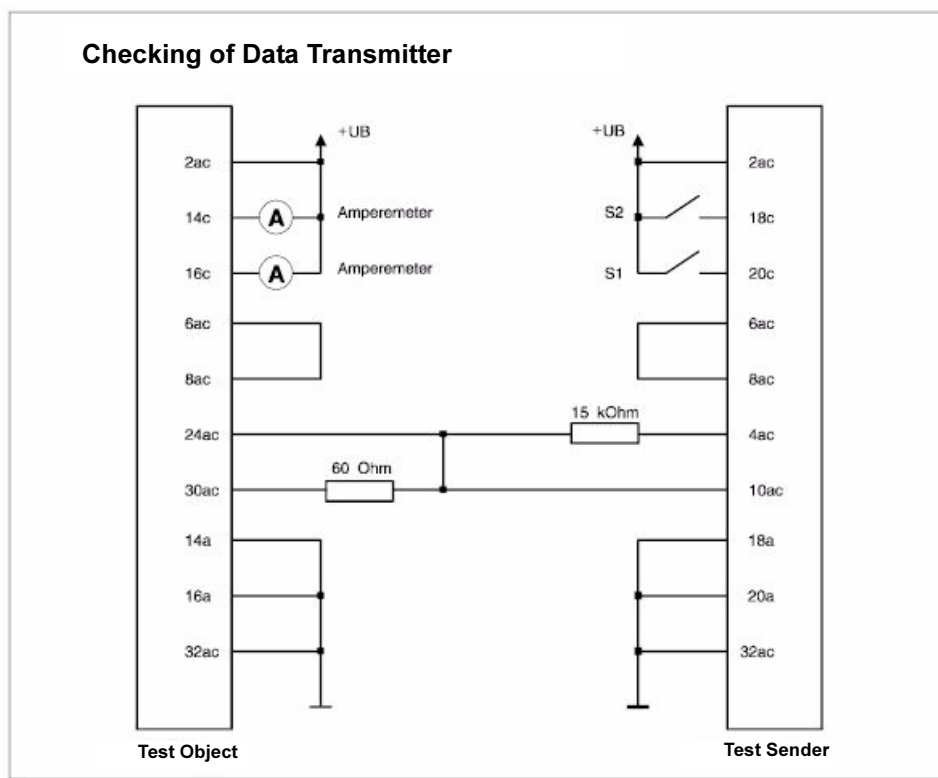 Checking of Data Transmitter
+UB
+UB
2ac
2ac
14c
A
Amperemeter
S2
18c
16c
A
Amperemeter
S1
20c
6ac
6ac
8ac
8ac
15 kOhm
24ac
4ac
60 Ohm
30ac
10ac
14a
18a
16a
20a
32ac
32ac
Test Object
Test Sender